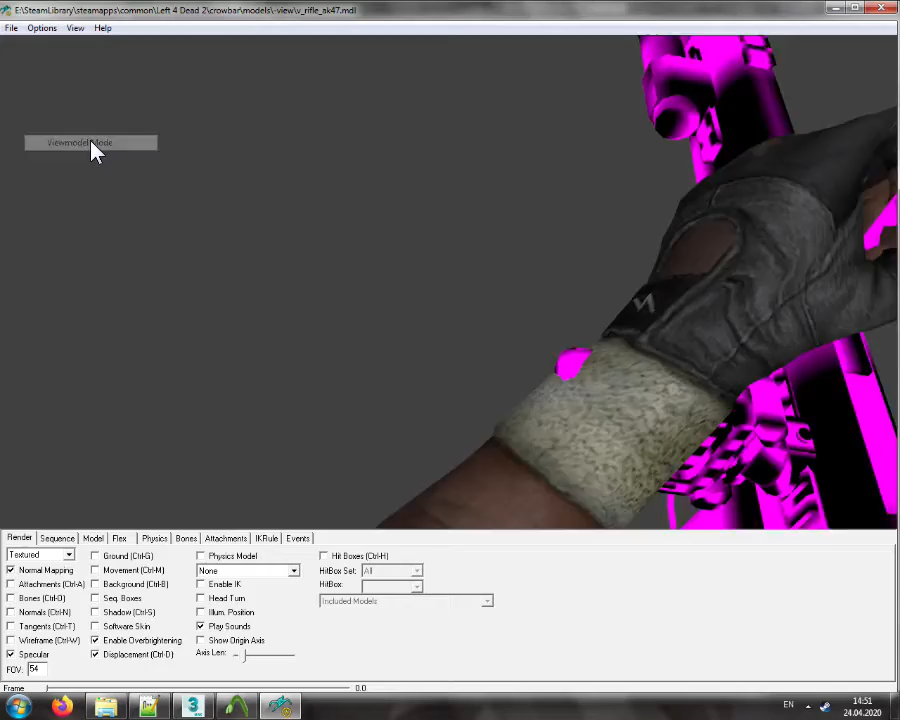 E:\SteamLibrary\steamapps\common\Left 4 Dead 2\crowbar\models\-view\v_rifle_ak47.mdl
File Options View Help
Viewmodel Mode
Render Sequence Model Flex Physics Bones Attachments IKRule Events
Textured
Ground (Ctrl-G)
Physics Model
Hit Boxes (Ctrl-H)
Normal Mapping
Movement (Ctrl-M)
None
HitBox Set:
All
Attachments (Ctrl-A)
Background (Ctrl-B)
Enable IK
HitBox:
Bones (Ctrl-O)
Seq. Boxes
Head Turn
Included Models
Normals (Ctrl-N)
Shadow (Ctrl-S)
Illum. Position
Tangents (Ctrl-T)
Software Skin
Play Sounds
Wireframe (Ctrl-W)
Enable Overbrightening
Show Origin Axis
Specular
Displacement (Ctrl-D)
Axis Len:
FOV: 54
Frame
0.0
EN
14:51
24.04.2020